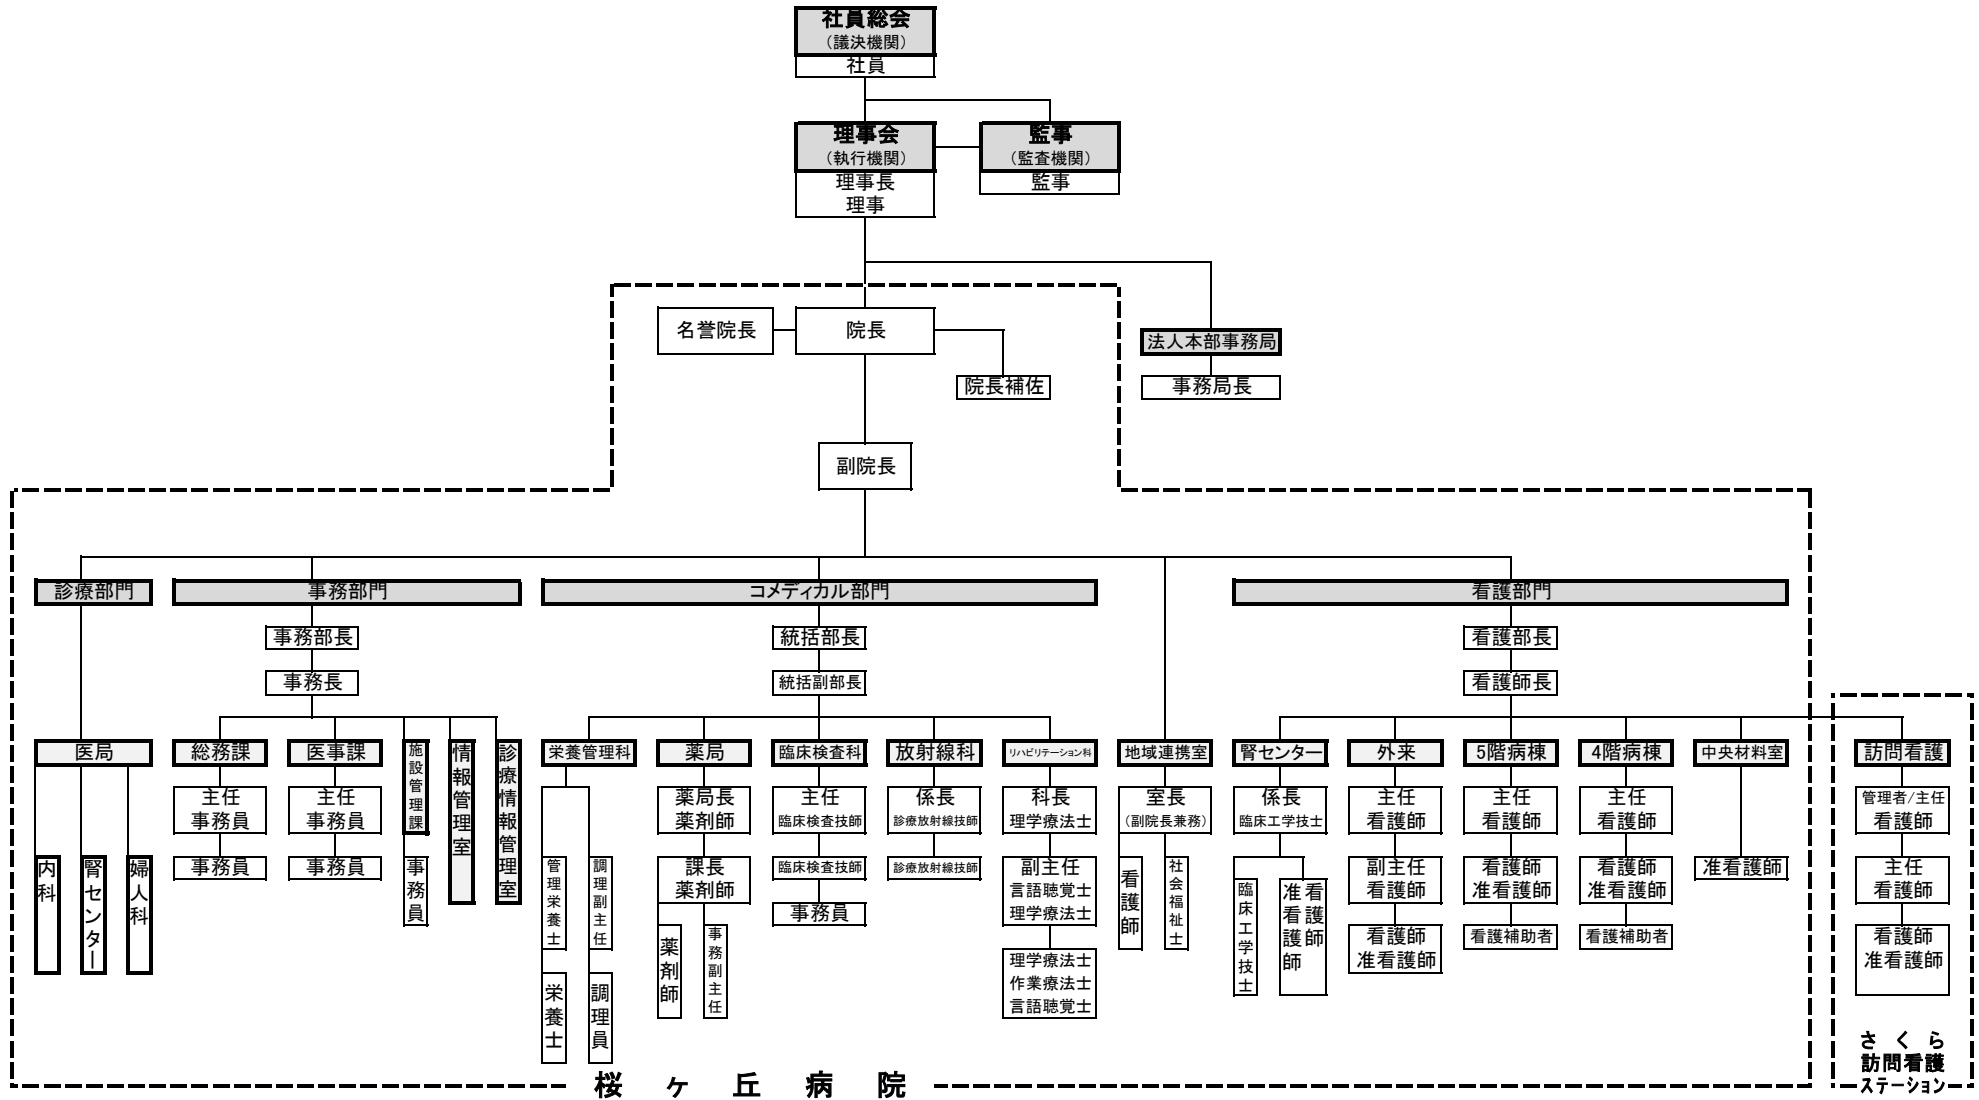 社員総会
（議決機関）
社員
理事会
（執行機関）
理事長
理事
監事
（監査機関）
監事
名誉院長
院長
院長補佐
法人本部事務局
事務局長
副院長
診療部門
事務部門
コメディカル部門
看護部門
事務部長
統括部長
看護部長
事務長
統括副部長
看護師長
医局
内科
腎センター
婦人科
総務課
主任
事務員
事務員
医事課
主任
事務員
事務員
施設管理課
事務員
情報管理室
診療情報管理室
栄養管理科
管理栄養士
栄養士
調理副主任
調理員
薬局
薬局長
薬剤師
課長
薬剤師
薬剤師
事務副主任
臨床検査科
主任
臨床検査技師
臨床検査技師
事務員
放射線科
係長
診療放射線技師
診療放射線技師
リハビリテーション科
科長
理学療法士
副主任
言語聴覚士
理学療法士
理学療法士
作業療法士
言語聴覚士
地域連携室
室長
（副院長兼務）
看護師
社会福祉士
腎センター
係長
臨床工学技士
臨床工学技士
看護師
准看護師
外来
主任
看護師
副主任
看護師
看護師
准看護師
5階病棟
主任
看護師
看護師
准看護師
看護補助者
4階病棟
主任
看護師
看護師
准看護師
看護補助者
中央材料室
准看護師
訪問看護
管理者/主任
看護師
主任
看護師
看護師
准看護師
さくら
訪問看護
ステーション
桜ヶ丘病院